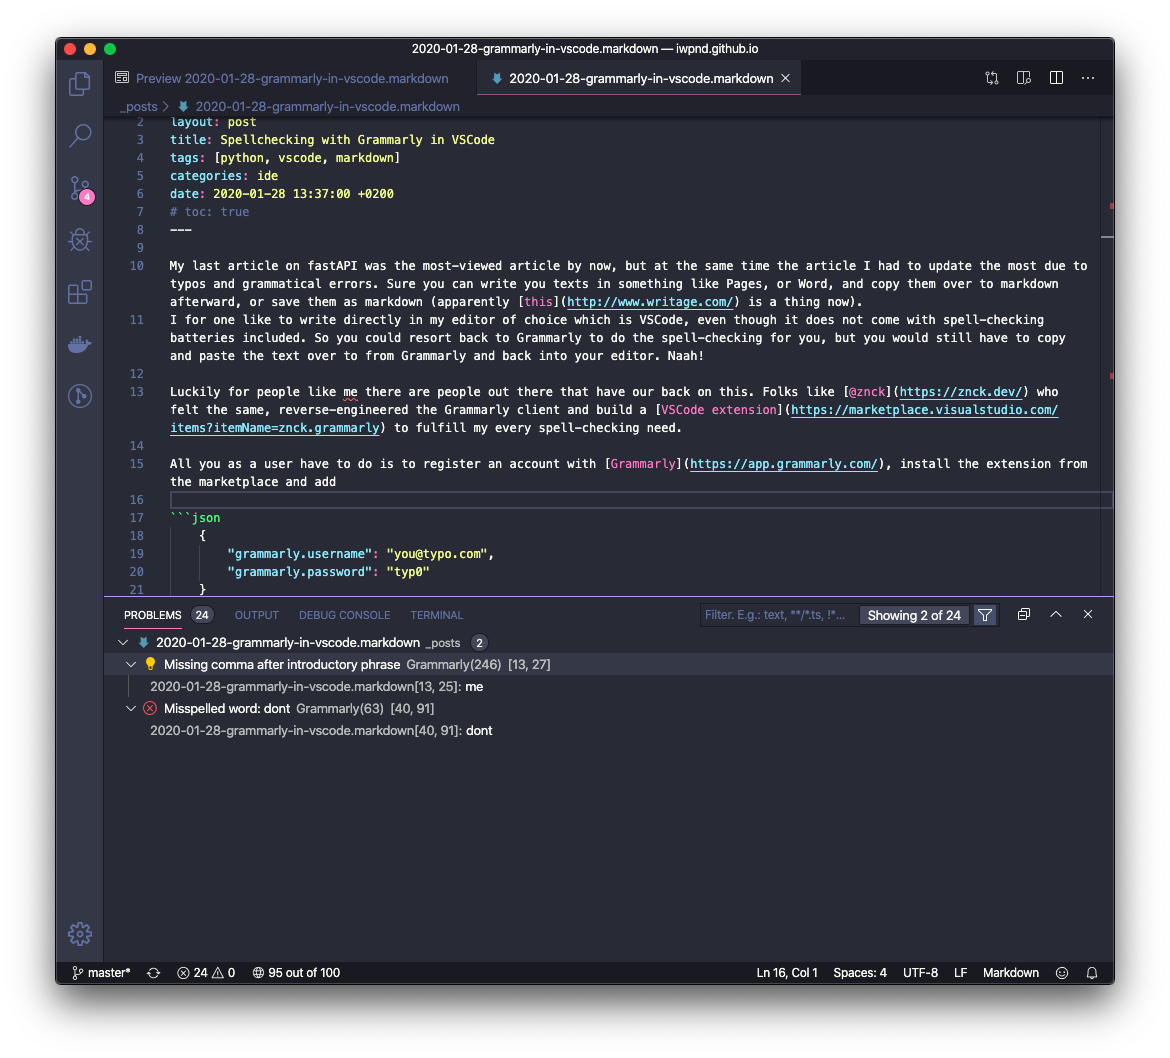 2020-01-28-grammarly-in-vscode.markdown — iwpnd.github.io
Preview 2020-01-28-grammarly-in-vscode.markdown
2020-01-28-grammarly-in-vscode.markdown
_posts > 2020-01-28-grammarly-in-vscode.markdown
4
2 layout: post
3 title: Spellchecking with Grammarly in VSCode
4 tags: [python, vscode, markdown]
5 categories: ide
6 date: 2020-01-28 13:37:00 +0200
7 # toc: true
8 ---
9
10 My last article on fastAPI was the most-viewed article by now, but at the same time the article I had to update the most due to
typos and grammatical errors. Sure you can write you texts in something like Pages, or Word, and copy them over to markdown
afterward, or save them as markdown (apparently [this](http://www.writage.com/) is a thing now).
11 I for one like to write directly in my editor of choice which is VSCode, even though it does not come with spell-checking
batteries included. So you could resort back to Grammarly to do the spell-checking for you, but you would still have to copy
and paste the text over to from Grammarly and back into your editor. Naah!
12
13 Luckily for people like me there are people out there that have our back on this. Folks like [@znck](https://znck.dev/) who
felt the same, reverse-engineered the Grammarly client and build a [VSCode extension](https://marketplace.visualstudio.com/
items?itemName=znck.grammarly) to fulfill my every spell-checking need.
14
15 All you as a user have to do is to register an account with [Grammarly](https://app.grammarly.com/), install the extension from
the marketplace and add
16
17 ```json
18 {
19 "grammarly.username": "you@typo.com",
20 "grammarly.password": "typ0"
21 }
PROBLEMS 24 OUTPUT DEBUG CONSOLE TERMINAL Filter. E.g.: text, **/*.ts, !*... Showing 2 of 24
2020-01-28-grammarly-in-vscode.markdown _posts 2
Missing comma after introductory phrase Grammarly(246) [13, 27]
2020-01-28-grammarly-in-vscode.markdown[13, 25]: me
Misspelled word: dont Grammarly(63) [40, 91]
2020-01-28-grammarly-in-vscode.markdown[40, 91]: dont
master* 24 0 95 out of 100 Ln 16, Col 1 Spaces: 4 UTF-8 LF Markdown